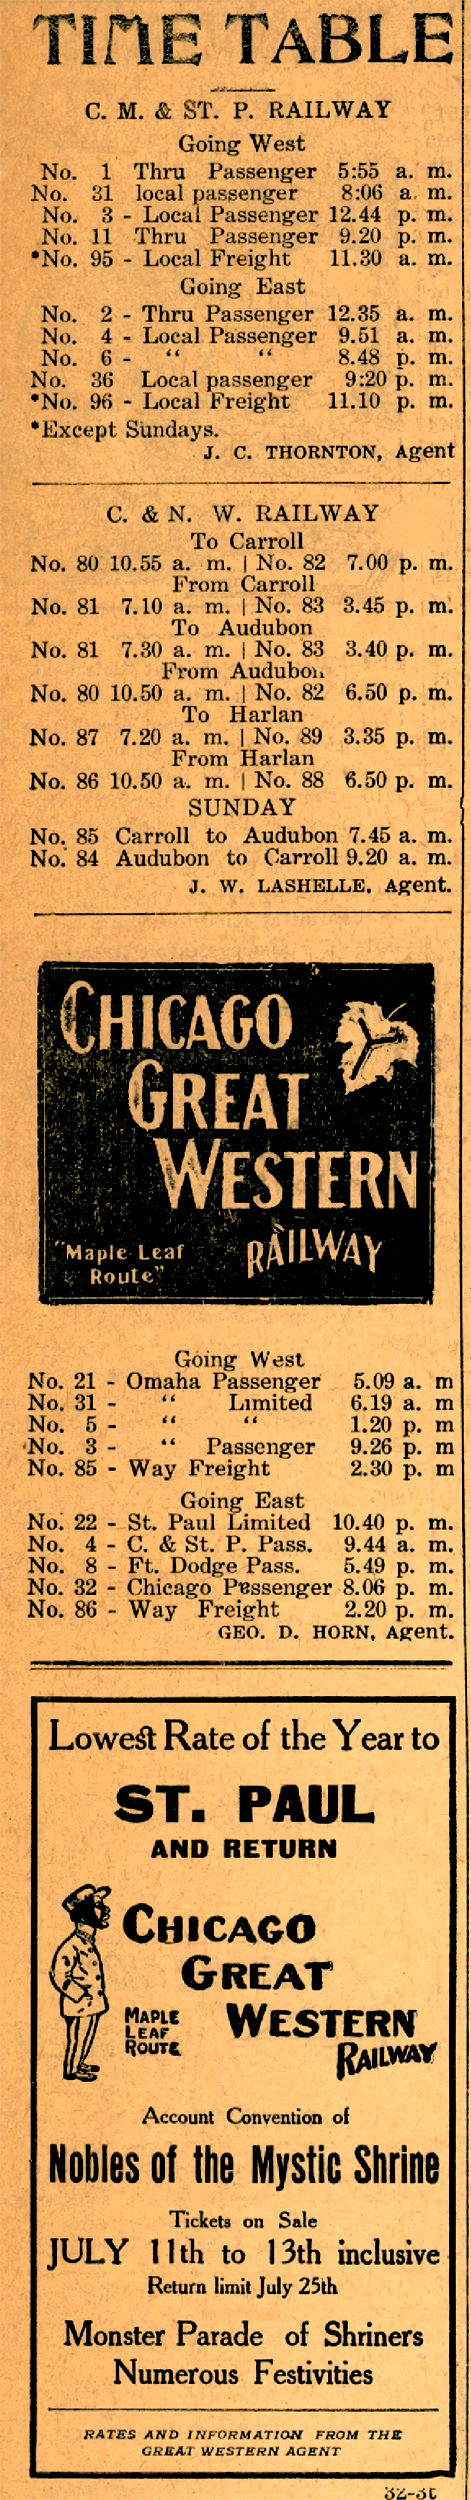 TIME TABLE
C. M. & ST. P. RAILWAY
Going West
No. 1 Thru Passenger 5:55 a. m.
No. 31 local passenger 8:06 a. m.
No. 3 - Local Passenger 12.44 p. m.
No. 11 Thru Passenger 9.20 p. m.
*No. 95 - Local Freight 11.30 a. m.
Going East
No. 2 - Thru Passenger 12.35 a. m.
No. 4 - Local Passenger 9.51 a. m.
No. 6 - “ “ 8.48 p. m.
No. 36 Local passenger 9:20 p. m.
*No. 96 - Local Freight 11.10 p. m.
*Except Sundays.
J. C. THORNTON, Agent
C. & N. W. RAILWAY
To Carroll
No. 80 10.55 a. m. | No. 82 7.00 p. m.
From Carroll
No. 81 7.10 a. m. | No. 83 3.45 p. m.
To Audubon
No. 81 7.30 a. m. | No. 83 3.40 p. m.
From Audubon
No. 80 10.50 a. m. | No. 82 6.50 p. m.
To Harlan
No. 87 7.20 a. m. | No. 89 3.35 p. m.
From Harlan
No. 86 10.50 a. m. | No. 88 6.50 p. m.
SUNDAY
No. 85 Carroll to Audubon 7.45 a. m.
No. 84 Audubon to Carroll 9.20 a. m.
J. W. LASHELLE, Agent.
CHICAGO
GREAT
WESTERN
RAILWAY
"Maple Leaf
Route"
Going West
No. 21 - Omaha Passenger 5.09 a. m
No. 31 - “ Limited 6.19 a. m
No. 5 - “ “ 1.20 p. m
No. 3 - “ Passenger 9.26 p. m
No. 85 - Way Freight 2.30 p. m
Going East
No. 22 - St. Paul Limited 10.40 p. m.
No. 4 - C. & St. P. Pass. 9.44 a. m.
No. 8 - Ft. Dodge Pass. 5.49 p. m.
No. 32 - Chicago Passenger 8.06 p. m.
No. 86 - Way Freight 2.20 p. m.
GEO. D. HORN, Agent.
Lowest Rate of the Year to
ST. PAUL
AND RETURN
CHICAGO
GREAT
WESTERN
RAILWAY
MAPLE
LEAF
ROUTE
Account Convention of
Nobles of the Mystic Shrine
Tickets on Sale
JULY 11th to 13th inclusive
Return limit July 25th
Monster Parade of Shriners
Numerous Festivities
RATES AND INFORMATION FROM THE
GREAT WESTERN AGENT
32-3t